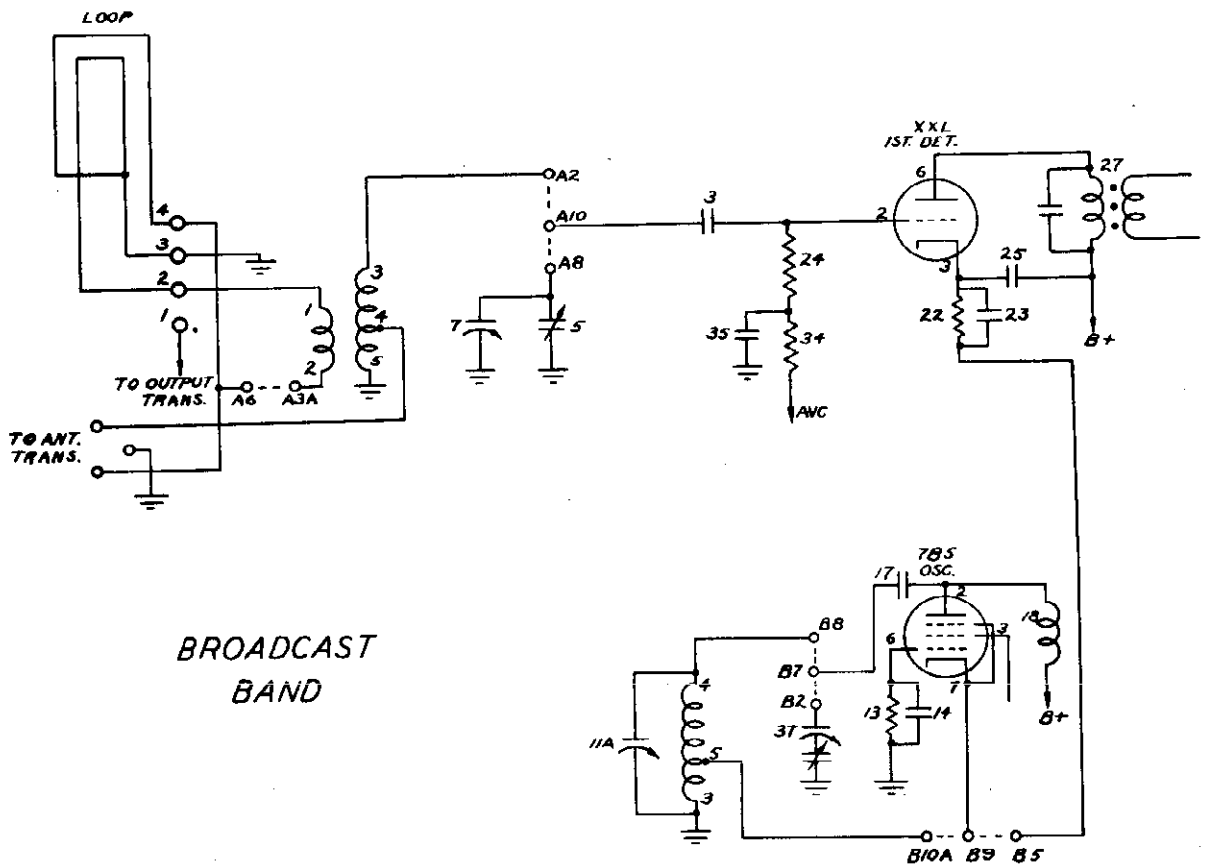 LOOP
4
3
2
1
TO OUTPUT
TRANS.
A6
A3A
TO ANT.
TRANS.
1
2
3
4
5
A2
A10
A8
7
5
3
24
35
34
AVC
XXL
1ST. DET.
6
2
3
25
22
23
27
B+
BROADCAST
BAND
7B5
OSC.
17
2
6
3
18
B8
B7
B2
37
13
14
7
B+
11A
4
5
3
B10A
B9
B5